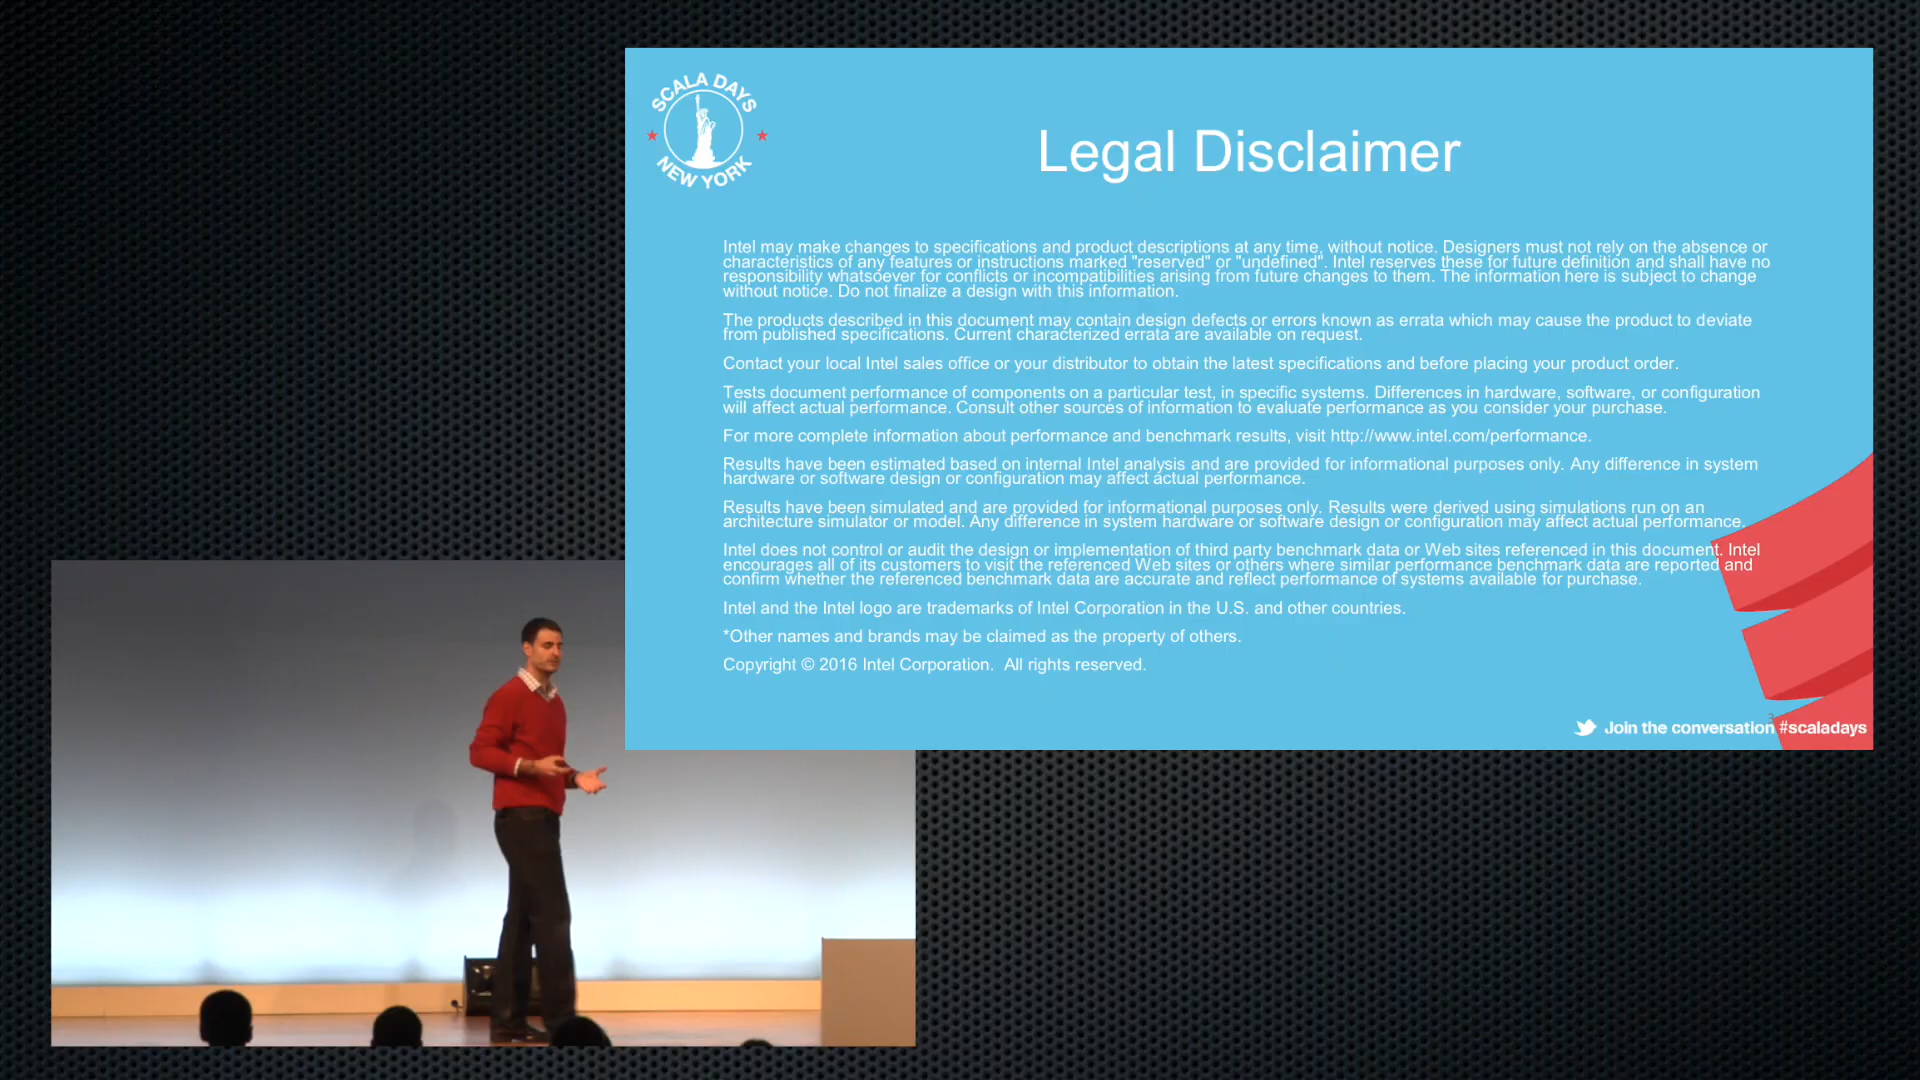 SCALA DAYS
NEW YORK
Legal Disclaimer
Intel may make changes to specifications and product descriptions at any time, without notice. Designers must not rely on the absence or
characteristics of any features or instructions marked "reserved" or "undefined". Intel reserves these for future definition and shall have no
responsibility whatsoever for conflicts or incompatibilities arising from future changes to them. The information here is subject to change
without notice. Do not finalize a design with this information.
The products described in this document may contain design defects or errors known as errata which may cause the product to deviate
from published specifications. Current characterized errata are available on request.
Contact your local Intel sales office or your distributor to obtain the latest specifications and before placing your product order.
Tests document performance of components on a particular test, in specific systems. Differences in hardware, software, or configuration
will affect actual performance. Consult other sources of information to evaluate performance as you consider your purchase.
For more complete information about performance and benchmark results, visit http://www.intel.com/performance.
Results have been estimated based on internal Intel analysis and are provided for informational purposes only. Any difference in system
hardware or software design or configuration may affect actual performance.
Results have been simulated and are provided for informational purposes only. Results were derived using simulations run on an
architecture simulator or model. Any difference in system hardware or software design or configuration may affect actual performance.
Intel does not control or audit the design or implementation of third party benchmark data or Web sites referenced in this document. Intel
encourages all of its customers to visit the referenced Web sites or others where similar performance benchmark data are reported and
confirm whether the referenced benchmark data are accurate and reflect performance of systems available for purchase.
Intel and the Intel logo are trademarks of Intel Corporation in the U.S. and other countries.
*Other names and brands may be claimed as the property of others.
Copyright © 2016 Intel Corporation.  All rights reserved.
Join the conversation #scaladays